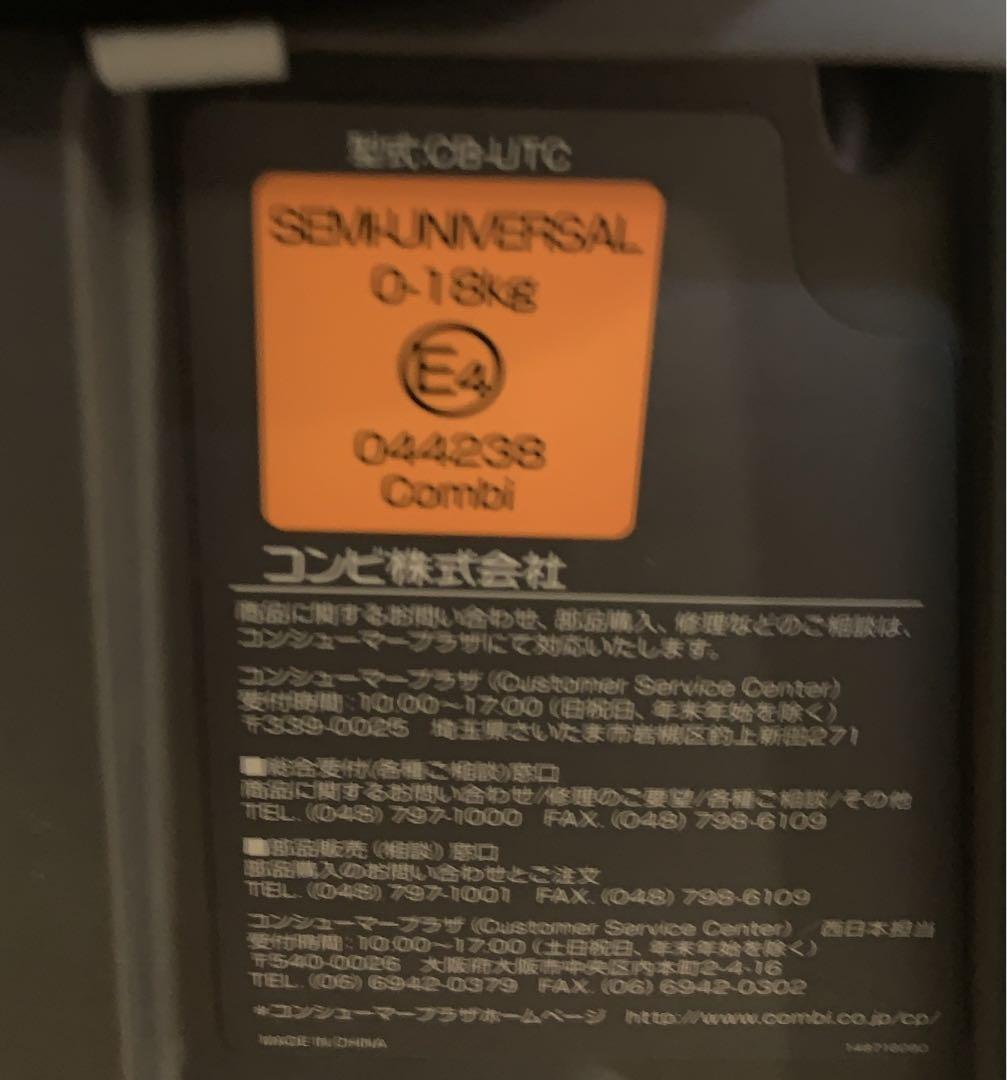 型式:CB-UTC
SEMI-UNIVERSAL
0-18kg
E4
044238
Combi
コンビ株式会社
商品に関するお問い合わせ、部品購入、修理などのご相談は、
コンシューマープラザにて対応いたします。
コンシューマープラザ (Customer Service Center)
受付時間:10:00~17:00 (日祝日、年末年始を除く)
〒339-0025 埼玉県さいたま市岩槻区釣上新田271
■総合受付(各種ご相談)窓口
商品に関するお問い合わせ/修理のご要望/各種ご相談/その他
TEL. (048) 797-1000 FAX. (048) 798-6109
■部品販売 (相談) 窓口
部品購入のお問い合わせとご注文
TEL. (048) 797-1001 FAX. (048) 798-6109
コンシューマープラザ (Customer Service Center) 西日本担当
受付時間:10:00~17:00 (土日祝日、年末年始を除く)
〒540-0026 大阪府大阪市中央区内本町2-4-16
TEL. (06) 6942-0379 FAX. (06) 6942-0302
*コンシューマープラザホームページ http://www.combi.co.jp/cp/
MADE IN CHINA